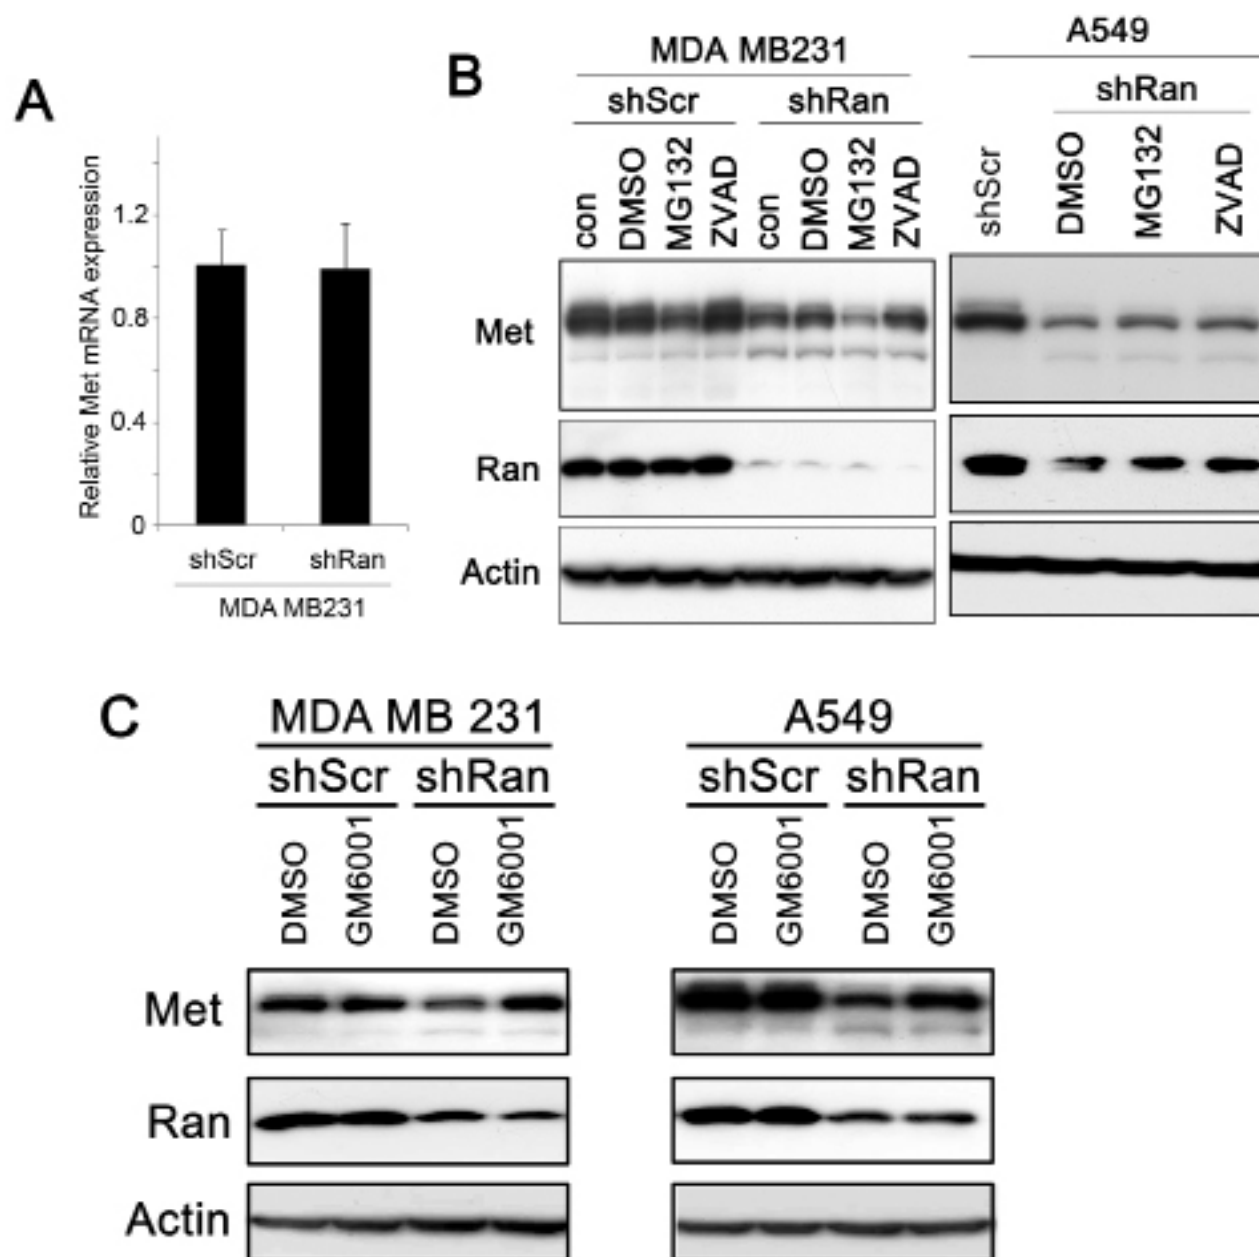 A
Relative Met mRNA expression
1.2
0.8
0.4
0
shScr shRan
MDA MB231
B
MDA MB231
shScr shRan
con DMSO MG132 ZVAD con DMSO MG132 ZVAD
A549
shRan
shScr DMSO MG132 ZVAD
Met
Ran
Actin
C
MDA MB 231 A549
shScr shRan shScr shRan
DMSO GM6001 DMSO GM6001 DMSO GM6001 DMSO GM6001
Met
Ran
Actin